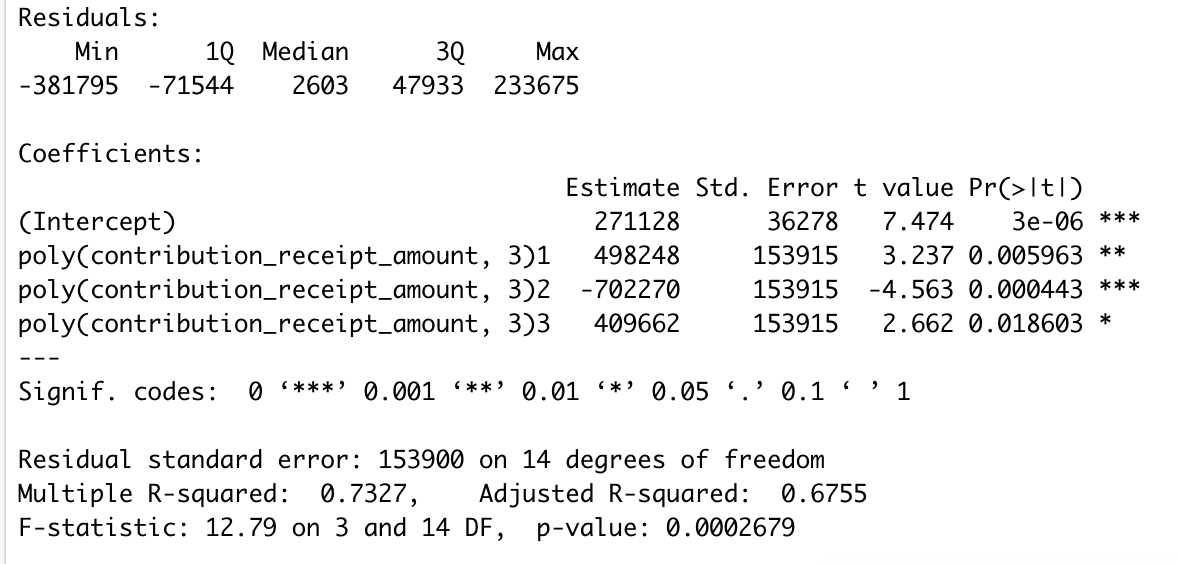 Residuals:
    Min      1Q  Median      3Q     Max
-381795  -71544    2603   47933  233675
Coefficients:
                                    Estimate Std. Error t value Pr(>|t|)
(Intercept)                           271128      36278   7.474    3e-06 ***
poly(contribution_receipt_amount, 3)1   498248     153915   3.237 0.005963 **
poly(contribution_receipt_amount, 3)2  -702270     153915  -4.563 0.000443 ***
poly(contribution_receipt_amount, 3)3   409662     153915   2.662 0.018603 *
---
Signif. codes:  0 ‘***’ 0.001 ‘**’ 0.01 ‘*’ 0.05 ‘.’ 0.1 ‘ ’ 1
Residual standard error: 153900 on 14 degrees of freedom
Multiple R-squared:  0.7327,    Adjusted R-squared:  0.6755
F-statistic: 12.79 on 3 and 14 DF,  p-value: 0.0002679